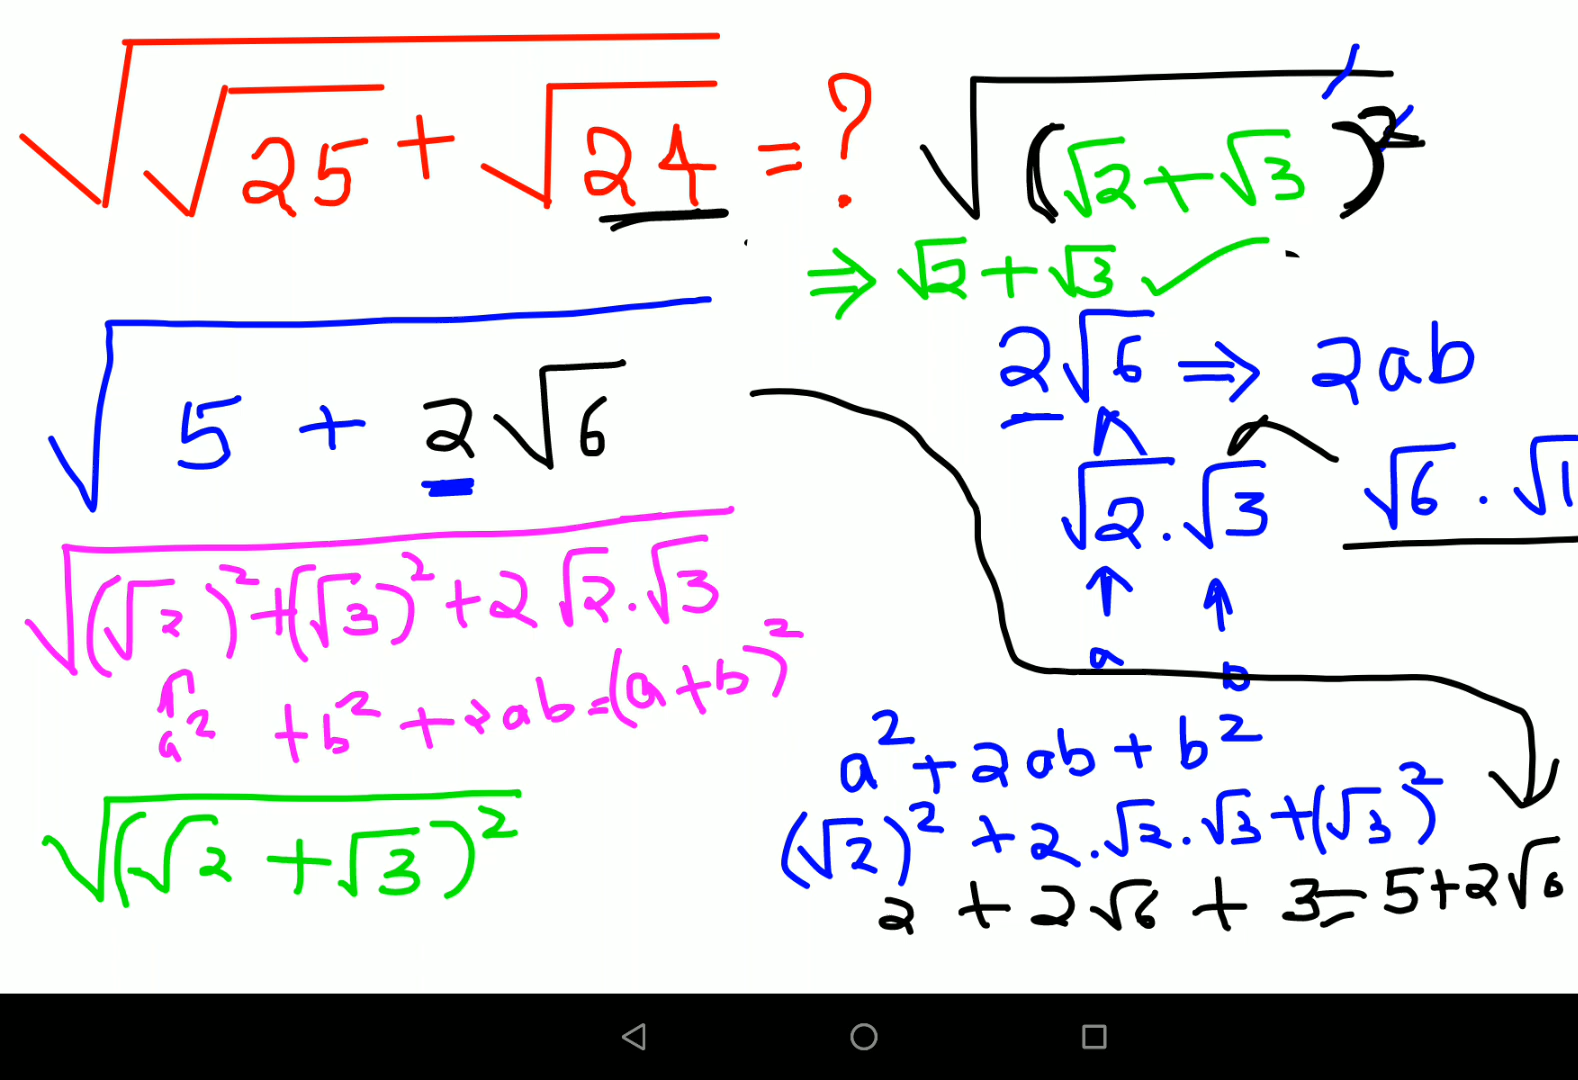 √(√25 + √24) = ?
√(5 + 2√6)
√((√2)² + (√3)² + 2√2.√3)
a² + b² + 2ab = (a+b)²
√((√2 + √3)²)
√((√2 + √3)²)
⇒ √2 + √3 ✓
2√6 ⇒ 2ab
√2 . √3 √6 . √1
a b
a² + 2ab + b²
(√2)² + 2.√2.√3 + (√3)²
2 + 2√6 + 3 = 5 + 2√6